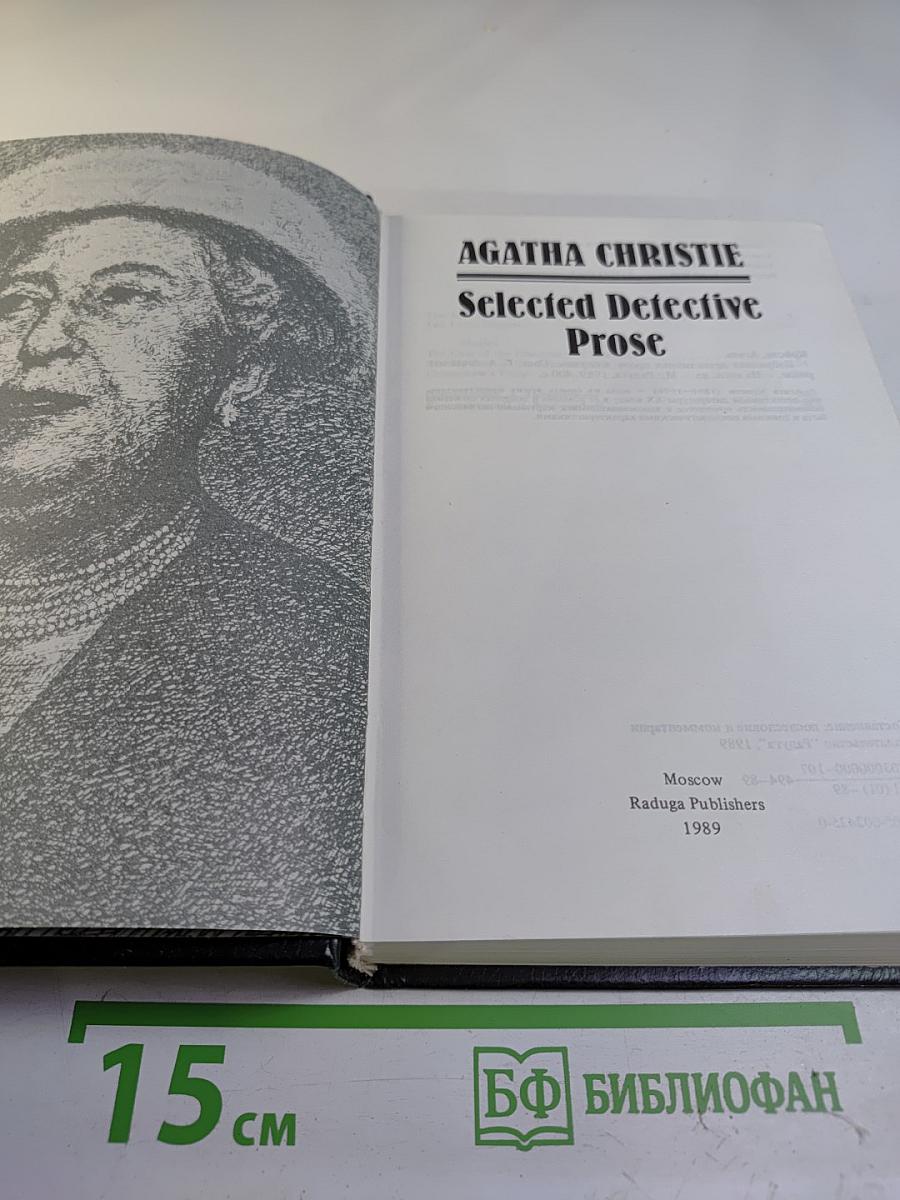 AGATHA CHRISTIE
Selected Detective
Prose
Moscow
Raduga Publishers
1989
15 см
БФ БИБЛИОФАН